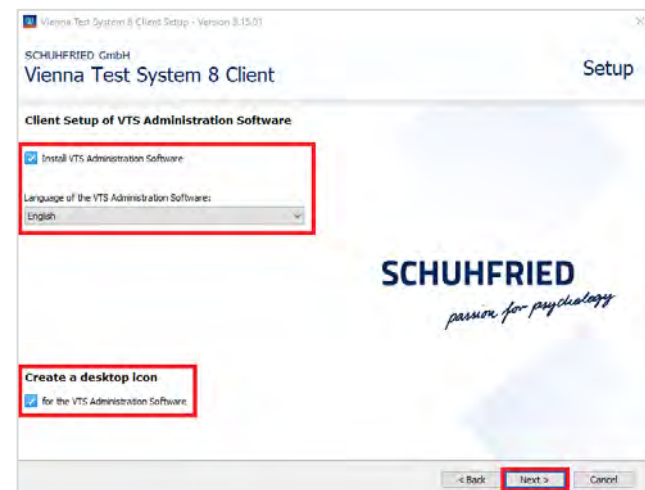 Vienna Test System 8 Client Setup - Version 8.15.01
SCHUHFRIED GmbH
Vienna Test System 8 Client
Setup
Client Setup of VTS Administration Software
Install VTS Administration Software
Language of the VTS Administration Software:
English
SCHUHFRIED
passion for psychology
Create a desktop icon
for the VTS Administration Software
< Back
Next >
Cancel